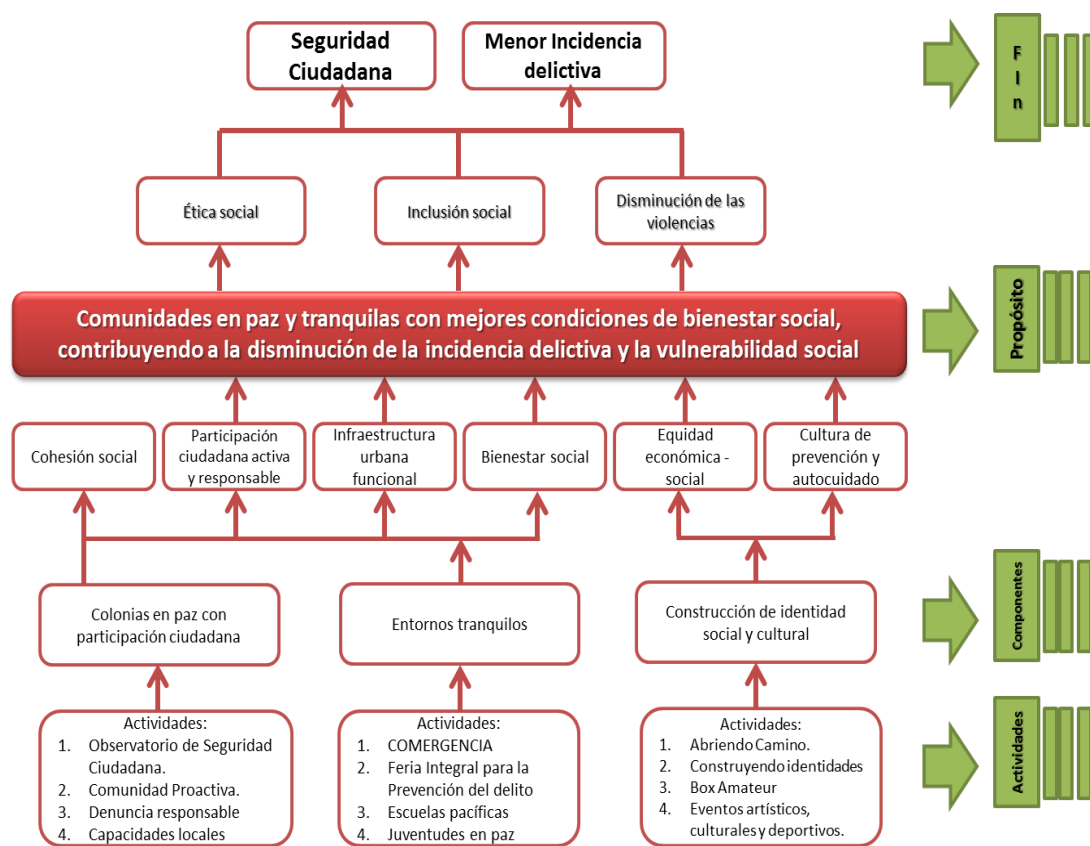 Seguridad
Ciudadana
Menor Incidencia
delictiva
F
I
n
Ética social
Inclusión social
Disminución de las
violencias
Comunidades en paz y tranquilas con mejores condiciones de bienestar social,
contribuyendo a la disminución de la incidencia delictiva y la vulnerabilidad social
Propósito
Cohesión social
Participación
ciudadana activa
y responsable
Infraestructura
urbana
funcional
Bienestar social
Equidad
económica -
social
Cultura de
prevención y
autocuidado
Colonias en paz con
participación ciudadana
Entornos tranquilos
Construcción de identidad
social y cultural
Componentes
Actividades:
1. Observatorio de Seguridad
Ciudadana.
2. Comunidad Proactiva.
3. Denuncia responsable
4. Capacidades locales
Actividades:
1. COMERGENCIA
2. Feria Integral para la
Prevención del delito
3. Escuelas pacíficas
4. Juventudes en paz
Actividades:
1. Abriendo Camino.
2. Construyendo identidades
3. Box Amateur
4. Eventos artísticos,
culturales y deportivos.
Actividades